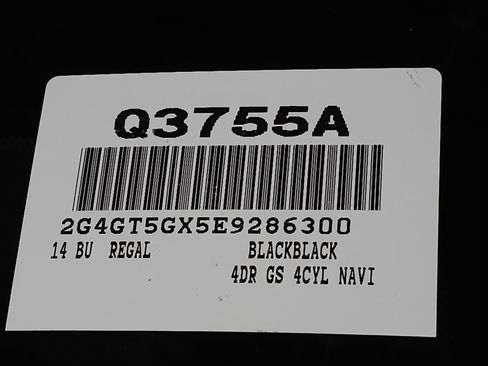 Q3755A
2G4GT5GX5E9286300
14 BU REGAL BLACKBLACK
4DR GS 4CYL NAVI